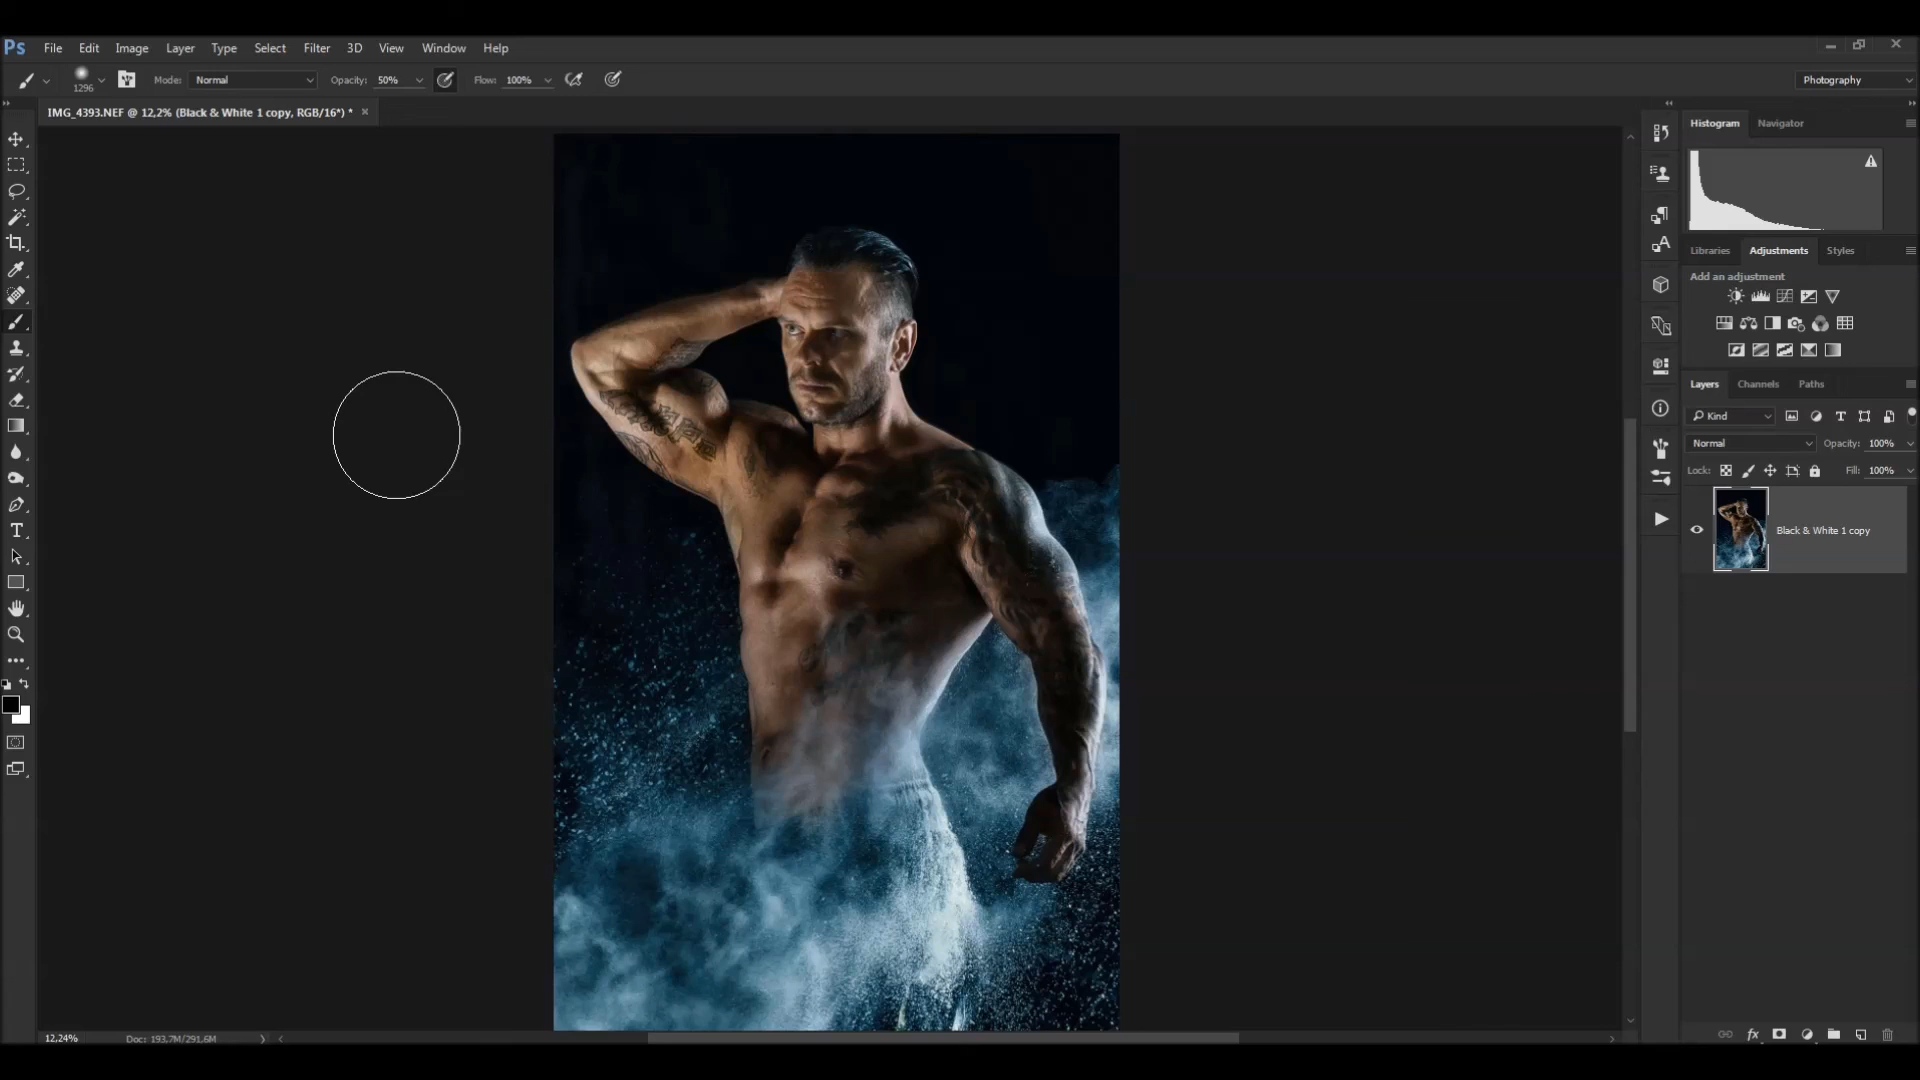 Ps File Edit Image Layer Type Select Filter 3D View Window Help
1296 Mode: Normal Opacity: 50% Flow: 100% Photography
IMG_4393.NEF @ 12,2% (Black & White 1 copy, RGB/16*) *
Histogram Navigator
Libraries Adjustments Styles
Add an adjustment
Layers Channels Paths
Kind
Normal Opacity: 100%
Lock: Fill: 100%
Black & White 1 copy
12,24% Doc: 193,7M/291,6M